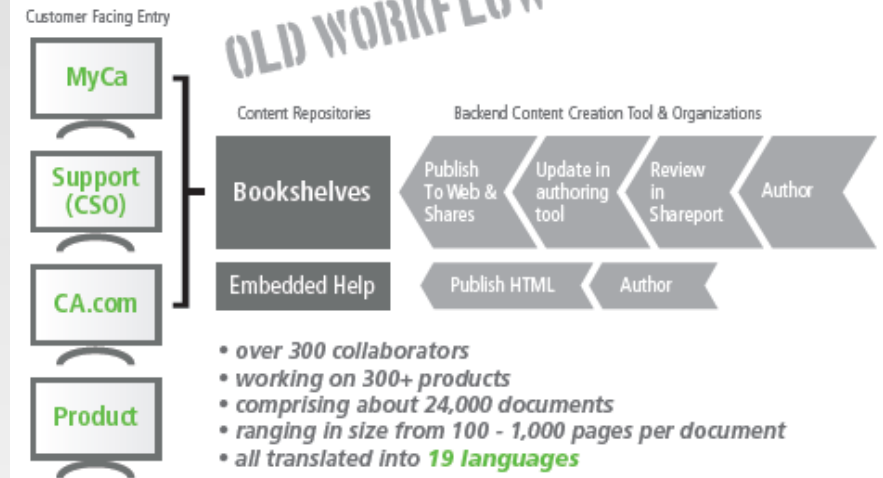 Customer Facing Entry
OLD WORKFLOW
MyCa
Support
(CSO)
CA.com
Product
Content Repositories
Bookshelves
Embedded Help
Backend Content Creation Tool & Organizations
Publish
To Web &
Shares
Update in
authoring
tool
Review
in
Shareport
Author
Publish HTML
Author
• over 300 collaborators
• working on 300+ products
• comprising about 24,000 documents
• ranging in size from 100 - 1,000 pages per document
• all translated into 19 languages